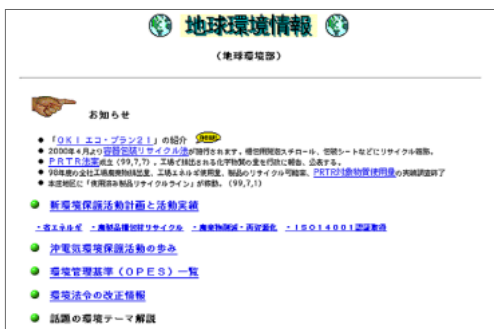 地球環境情報
(地球環境部)
お知らせ
● 「OKI エコ・プラン21」の紹介
● 2000年4月より容器包装リサイクル法が施行されます。梱包用発泡スチロール、包装シートなどにリサイクル義務。
● PRTR法案成立(99,7,7)。工場で排出される化学物質の量を行政に報告、公表する。
● 98年度の全社工場廃棄物排出量、工場エネルギ使用量、製品のリサイクル可能率、PRTR対象物質使用量の実績調査終了
● 本庄地区に「使用済み製品リサイクルライン」が稼動。(99,7,1)
新環境保護活動計画と活動実績
・省エネルギ ・廃製品梱包リサイクル ・廃棄物削減・再資源化 ・ISO14001認証取得
沖電気環境保護活動の歩み
環境管理基準(OPES)一覧
環境法令の改正情報
話題の環境テーマ解説